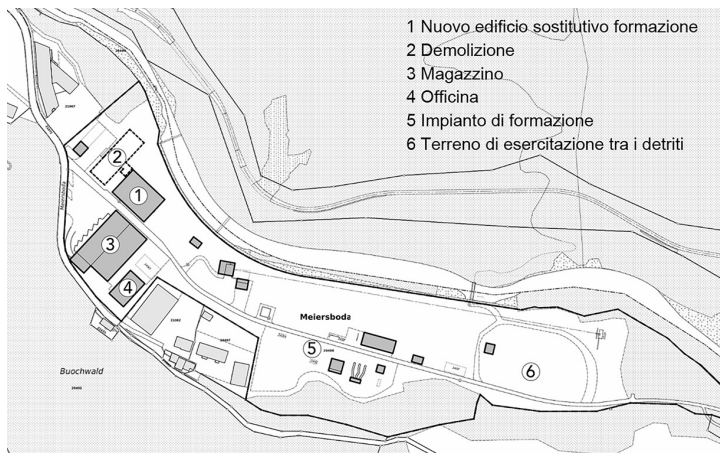 1 Nuovo edificio sostitutivo formazione
2 Demolizione
3 Magazzino
4 Officina
5 Impianto di formazione
6 Terreno di esercitazione tra i detriti
2
1
3
4
Meiersboda
Meiersboda
5
6
Buochwald